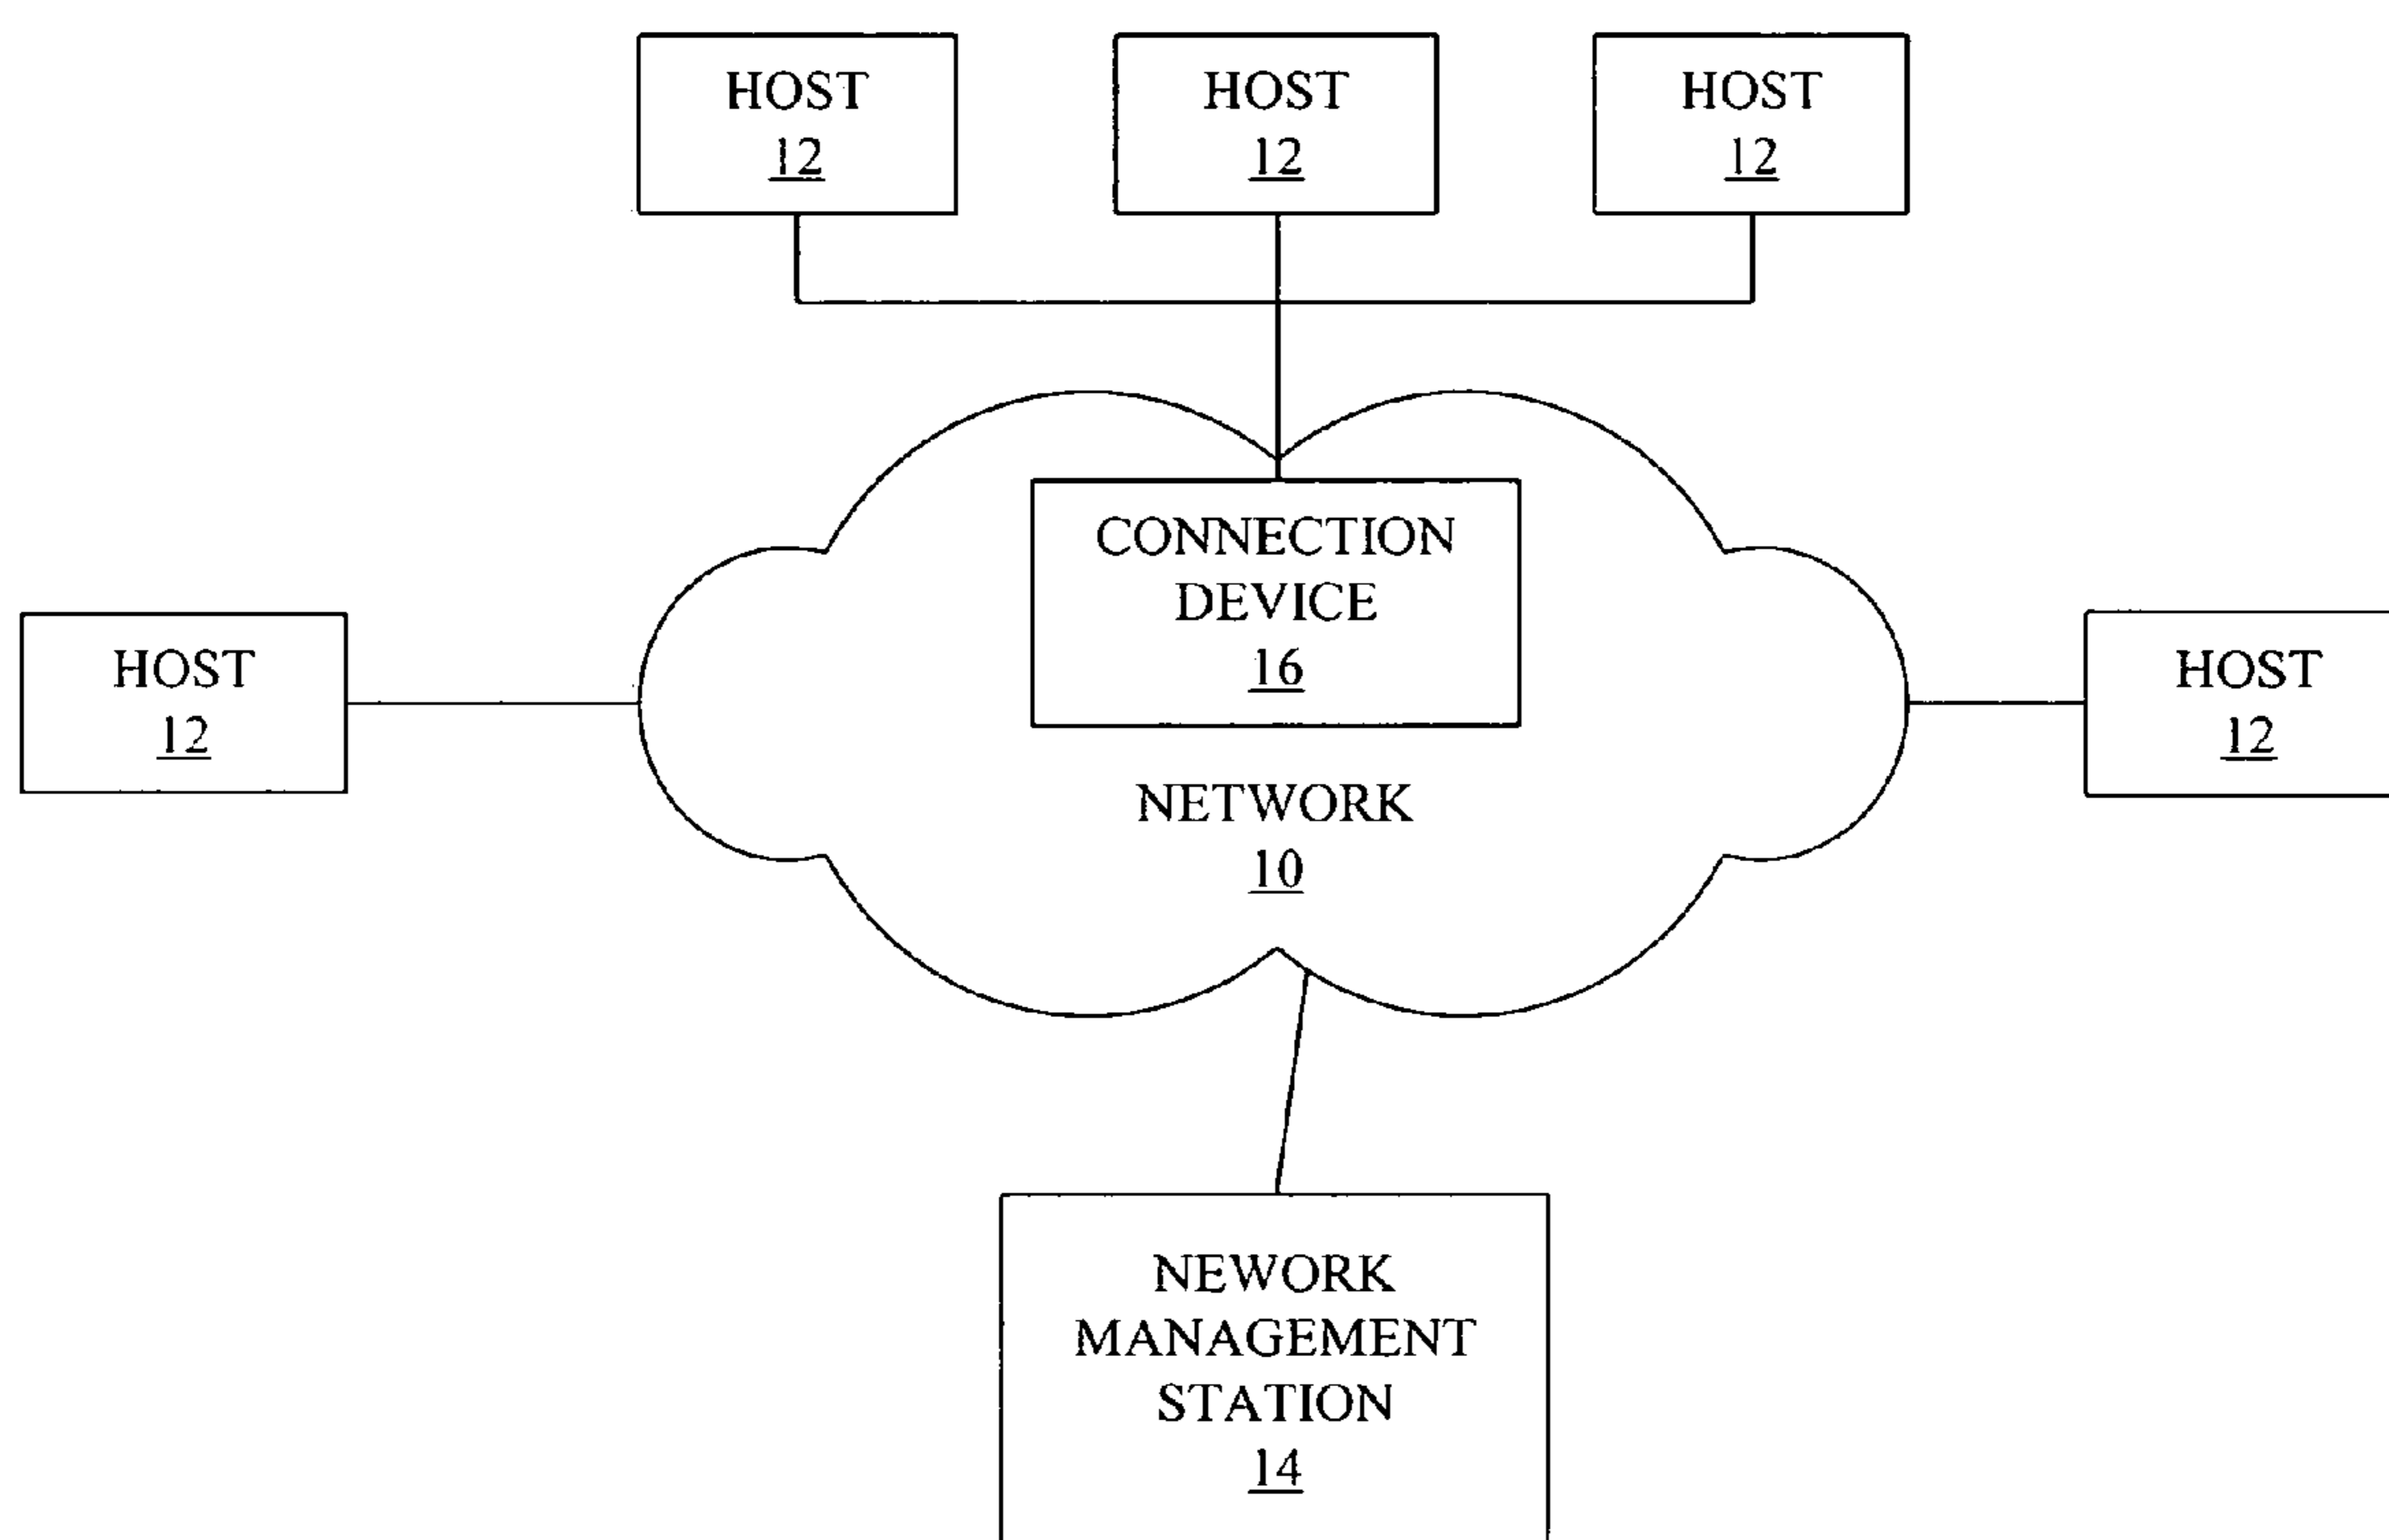 HOST
12
HOST
12
HOST
12
CONNECTION
DEVICE
16
HOST
12
HOST
12
NETWORK
10
NEWORK
MANAGEMENT
STATION
14